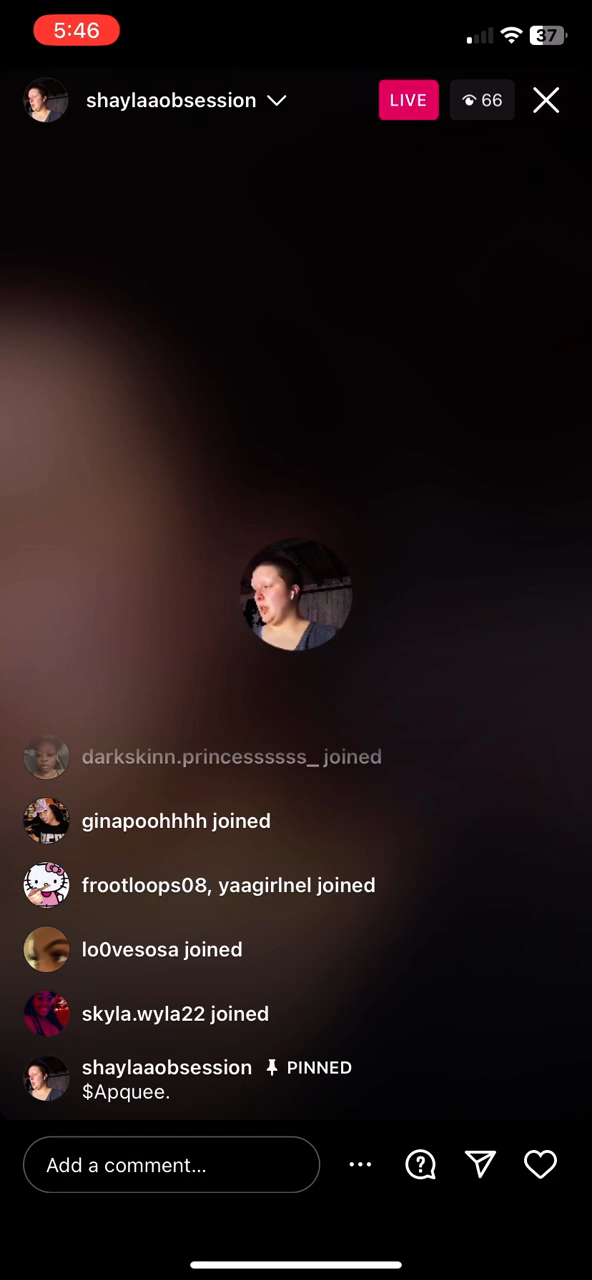 5:46
37
shaylaaobsession
LIVE
66
darkskinn.princessssss_ joined
ginapoohhhh joined
frootloops08, yaagirlnel joined
lo0vesosa joined
skyla.wyla22 joined
shaylaaobsession PINNED
$Apquee.
Add a comment...